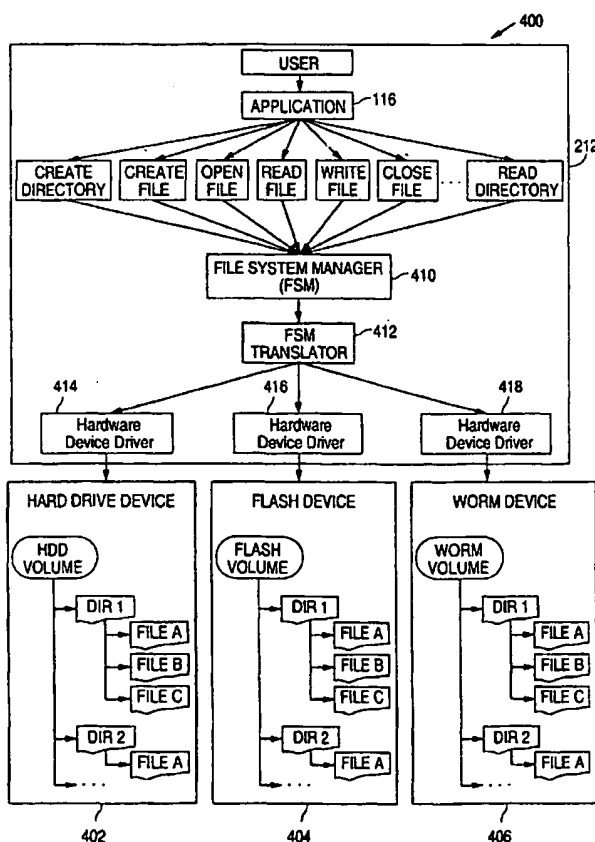 400
USER
APPLICATION
116
212
CREATE DIRECTORY
CREATE FILE
OPEN FILE
READ FILE
WRITE FILE
CLOSE FILE
....
READ DIRECTORY
FILE SYSTEM MANAGER (FSM)
410
FSM TRANSLATOR
412
414
Hardware Device Driver
416
Hardware Device Driver
418
Hardware Device Driver
HARD DRIVE DEVICE
HDD VOLUME
DIR 1
FILE A
FILE B
FILE C
DIR 2
FILE A
....
402
FLASH DEVICE
FLASH VOLUME
DIR 1
FILE A
FILE B
FILE C
DIR 2
FILE A
....
404
WORM DEVICE
WORM VOLUME
DIR 1
FILE A
FILE B
FILE C
DIR 2
FILE A
....
406